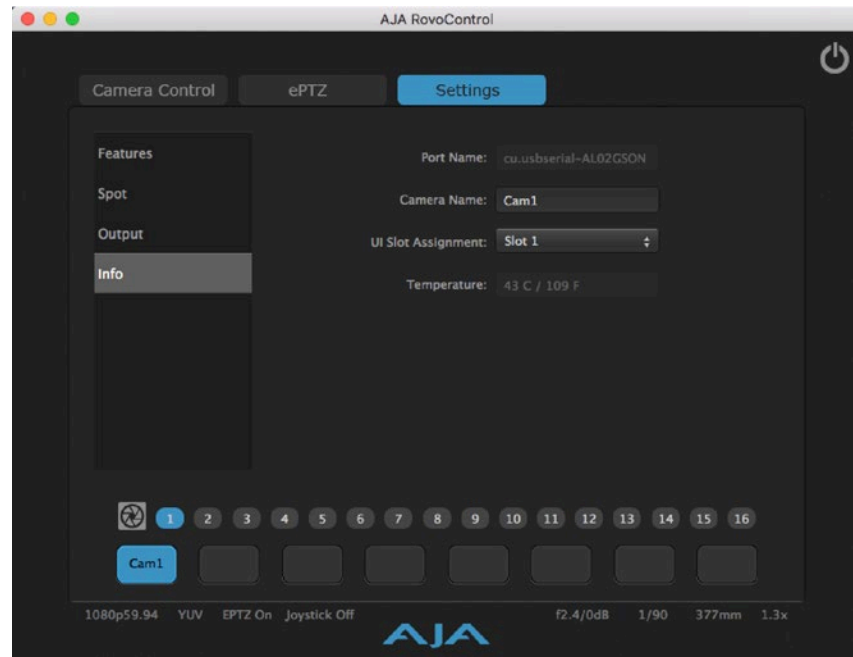 AJA RovoControl
Camera Control ePTZ Settings
Features
Spot
Output
Info
Port Name: cu.usbserial-AL02GSON
Camera Name: Cam1
UI Slot Assignment: Slot 1
Temperature: 43 C / 109 F
1 2 3 4 5 6 7 8 9 10 11 12 13 14 15 16
Cam1
1080p59.94 YUV EPTZ On Joystick Off f2.4/0dB 1/90 377mm 1.3x
AJA